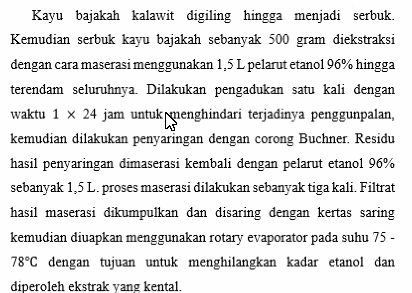 Kayu bajakah kalawit digiling hingga menjadi serbuk.
Kemudian serbuk kayu bajakah sebanyak 500 gram diekstraksi
dengan cara maserasi menggunakan 1,5 L pelarut etanol 96% hingga
terendam seluruhnya. Dilakukan pengadukan satu kali dengan
waktu 1 × 24 jam untuk menghindari terjadinya penggunpalan,
kemudian dilakukan penyaringan dengan corong Buchner. Residu
hasil penyaringan dimaserasi kembali dengan pelarut etanol 96%
sebanyak 1,5 L. proses maserasi dilakukan sebanyak tiga kali. Filtrat
hasil maserasi dikumpulkan dan disaring dengan kertas saring
kemudian diuapkan menggunakan rotary evaporator pada suhu 75 -
78°C dengan tujuan untuk menghilangkan kadar etanol dan
diperoleh ekstrak yang kental.